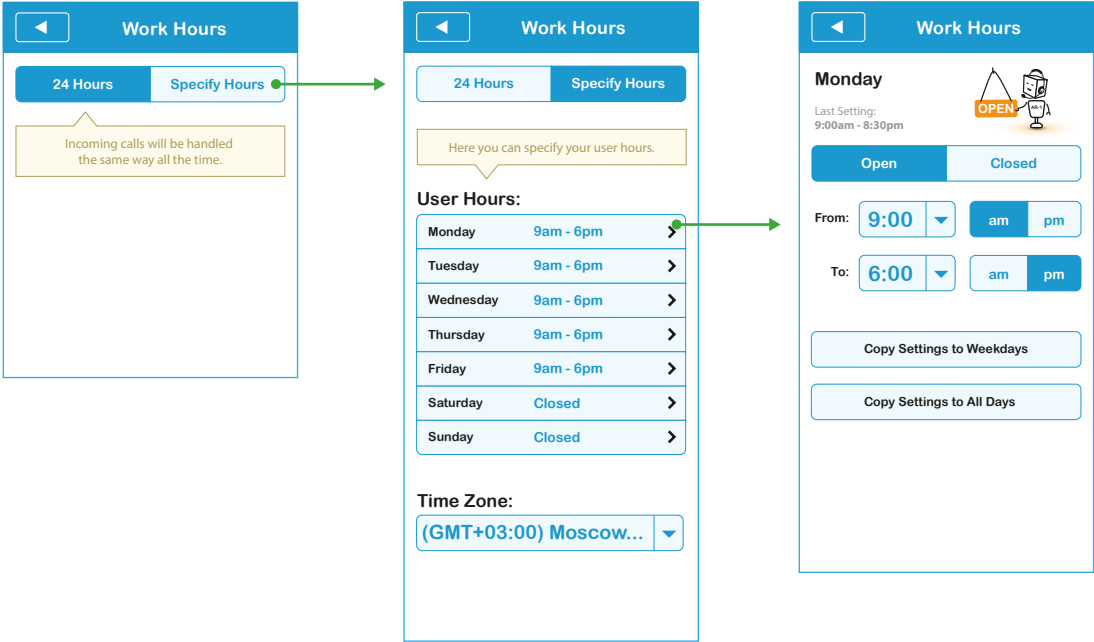 Work Hours
24 Hours
Specify Hours
Incoming calls will be handled
the same way all the time.
Work Hours
24 Hours
Specify Hours
Here you can specify your user hours.
User Hours:
Monday 9am - 6pm
Tuesday 9am - 6pm
Wednesday 9am - 6pm
Thursday 9am - 6pm
Friday 9am - 6pm
Saturday Closed
Sunday Closed
Time Zone:
(GMT+03:00) Moscow...
Work Hours
Monday
Last Setting:
9:00am - 8:30pm
OPEN
AR-1
Open
Closed
From: 9:00 am pm
To: 6:00 am pm
Copy Settings to Weekdays
Copy Settings to All Days